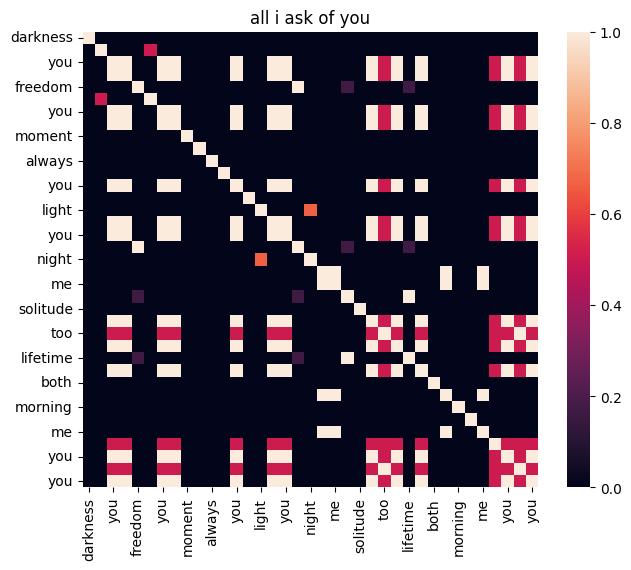 all i ask of you
darkness
you
freedom
you
moment
always
you
light
you
night
me
solitude
too
lifetime
both
morning
me
you
you
1.0
0.8
0.6
0.4
0.2
0.0
darkness
you
freedom
you
moment
always
you
light
you
night
me
solitude
too
lifetime
both
morning
me
you
you